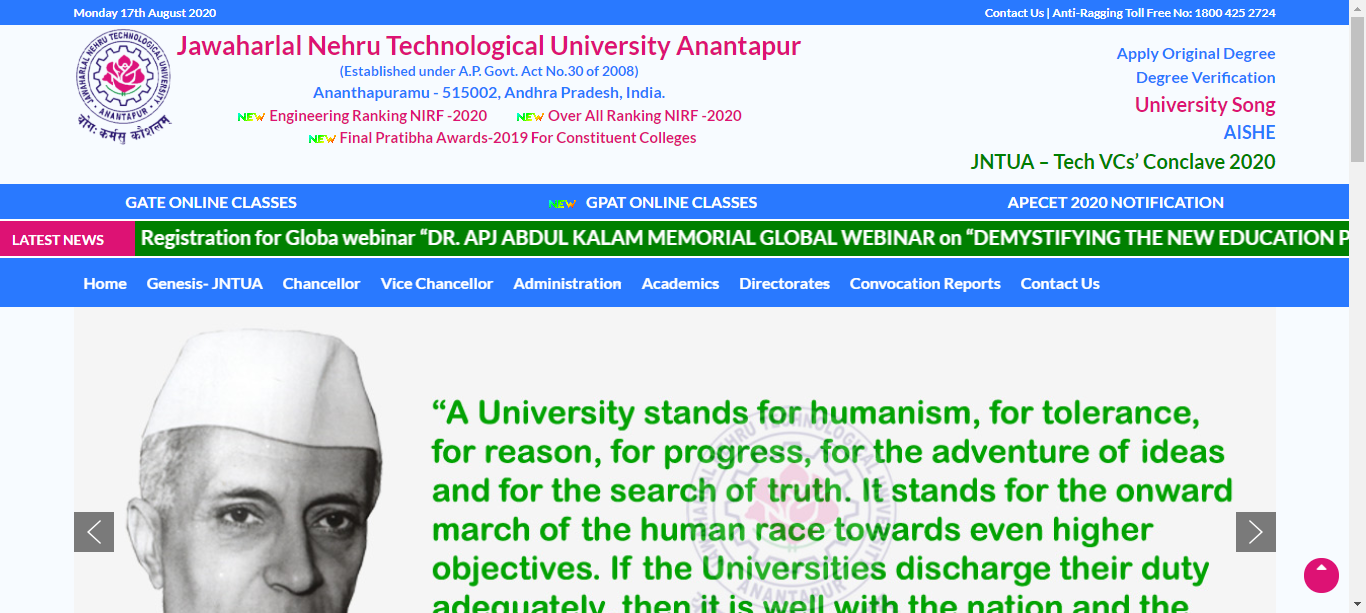 Monday 17th August 2020
Contact Us | Anti-Ragging Toll Free No: 1800 425 2724
Jawaharlal Nehru Technological University Anantapur
(Established under A.P. Govt. Act No.30 of 2008)
Ananthapuramu - 515002, Andhra Pradesh, India.
NEW Engineering Ranking NIRF -2020 NEW Over All Ranking NIRF -2020
NEW Final Pratibha Awards-2019 For Constituent Colleges
JAWAHARLAL NEHRU TECHNOLOGICAL UNIVERSITY
ANANTAPUR
योगः कर्मसु कौशलम्
Apply Original Degree
Degree Verification
University Song
AISHE
JNTUA – Tech VCs’ Conclave 2020
GATE ONLINE CLASSES
NEW GPAT ONLINE CLASSES
APECET 2020 NOTIFICATION
LATEST NEWS
Registration for Globa webinar “DR. APJ ABDUL KALAM MEMORIAL GLOBAL WEBINAR on “DEMYSTIFYING THE NEW EDUCATION P
Home Genesis- JNTUA Chancellor Vice Chancellor Administration Academics Directorates Convocation Reports Contact Us
“A University stands for humanism, for tolerance,
for reason, for progress, for the adventure of ideas
and for the search of truth. It stands for the onward
march of the human race towards even higher
objectives. If the Universities discharge their duty
adequately, then it is well with the nation and the